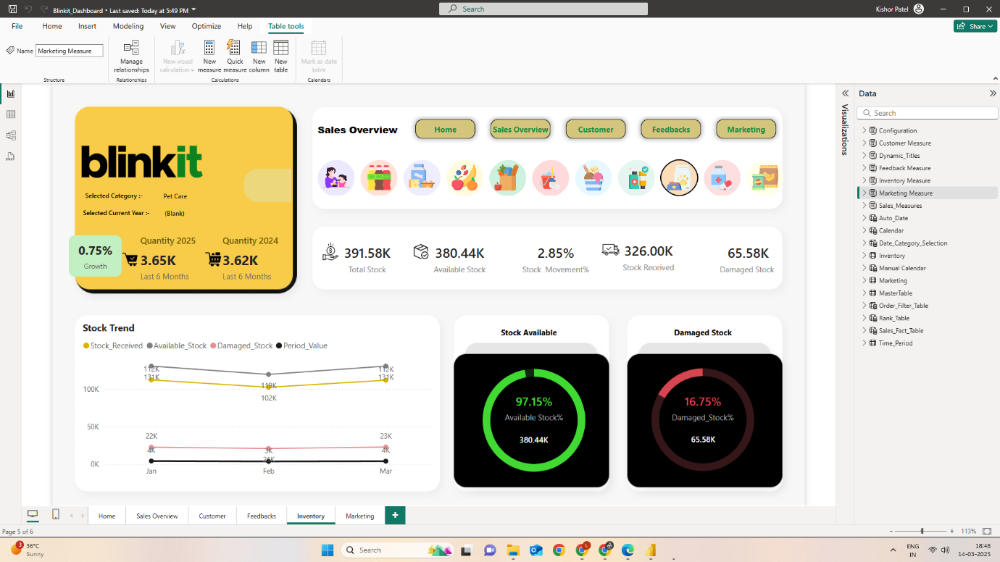 Blinkit_Dashboard • Last saved: Today at 5:49 PM
Search
Kishor Patel
File Home Insert Modeling View Optimize Help Table tools
Share
Name Marketing Measure
Manage relationships
New visual calculation
New measure
Quick measure
New column
New table
Mark as date table
Structure Relationships Calculations Calendars
blinkit
Selected Category :- Pet Care
Selected Current Year :- (Blank)
0.75%
Growth
Quantity 2025
3.65K
Last 6 Months
Quantity 2024
3.62K
Last 6 Months
Sales Overview
Home
Sales Overview
Customer
Feedbacks
Marketing
391.58K
Total Stock
380.44K
Available Stock
2.85%
Stock Movement%
326.00K
Stock Received
65.58K
Damaged Stock
Stock Trend
Stock_Received Available_Stock Damaged_Stock Period_Value
100K
50K
0K
112K
131K
102K
112K
131K
22K
4K
3K
23K
4K
Jan Feb Mar
Stock Available
97.15%
Available Stock%
380.44K
Damaged Stock
16.75%
Damaged_Stock%
65.58K
Visualizations
Data
Search
Configuration
Customer Measure
Dynamic_Titles
Feedback Measure
Inventory Measure
Marketing Measure
Sales_Measures
Auto_Date
Calendar
Date_Category_Selection
Inventory
Manual Calendar
Marketing
MasterTable
Order_Filter_Table
Rank_Table
Sales_Fact_Table
Time_Period
Home Sales Overview Customer Feedbacks Inventory Marketing +
Page 5 of 6
- + 113%
3
36°C
Sunny
Search
L
ENG
IN
18:48
14-03-2025